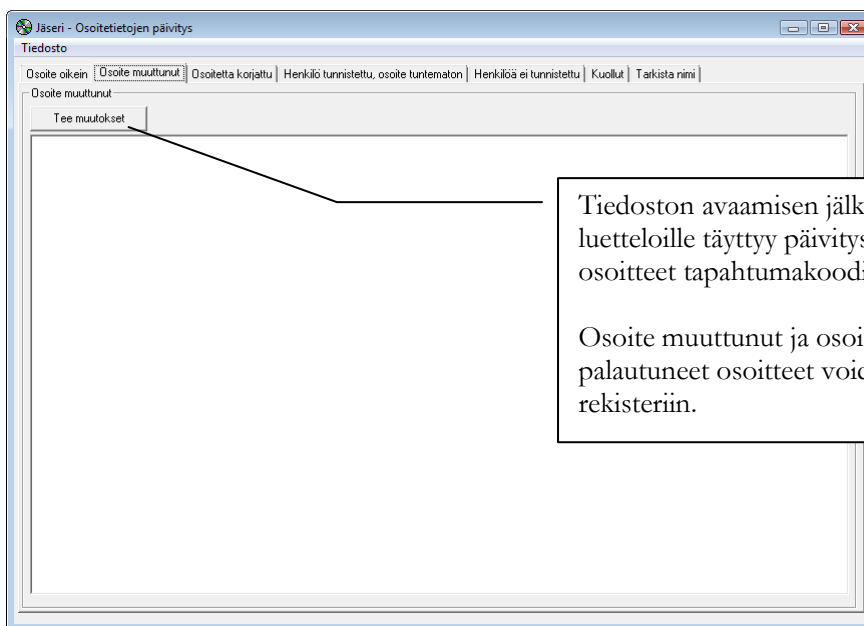 Jäseri - Osoitetietojen päivitys
Tiedosto
Osoite oikein Osoite muuttunut Osoitetta korjattu Henkilö tunnistettu, osoite tuntematon Henkilöä ei tunnistettu Kuollut Tarkista nimi
Osoite muuttunut
Tee muutokset
Tiedoston avaamisen jälk
luetteloille täyttyy päivitys
osoitteet tapahtumakoodi
Osoite muuttunut ja osoi
palautuneet osoitteet void
rekisteriin.